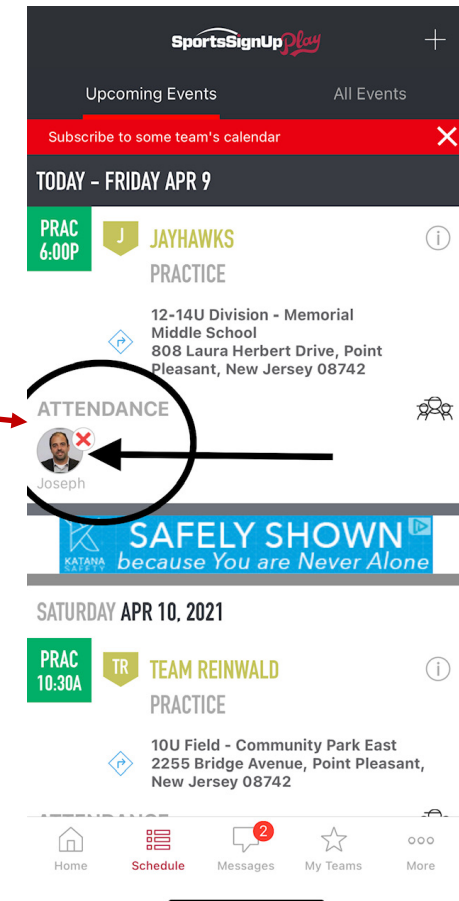 SportsSignUpPlay
Upcoming Events
All Events
Subscribe to some team's calendar
TODAY - FRIDAY APR 9
PRAC
6:00P
J
JAYHAWKS
PRACTICE
12-14U Division - Memorial
Middle School
808 Laura Herbert Drive, Point
Pleasant, New Jersey 08742
ATTENDANCE
Joseph
K
KATANA
SAFETY
SAFELY SHOWN
because You are Never Alone
SATURDAY APR 10, 2021
PRAC
10:30A
TR
TEAM REINWALD
PRACTICE
10U Field - Community Park East
2255 Bridge Avenue, Point Pleasant,
New Jersey 08742
ATTENDANCE
2
Home
Schedule
Messages
My Teams
More